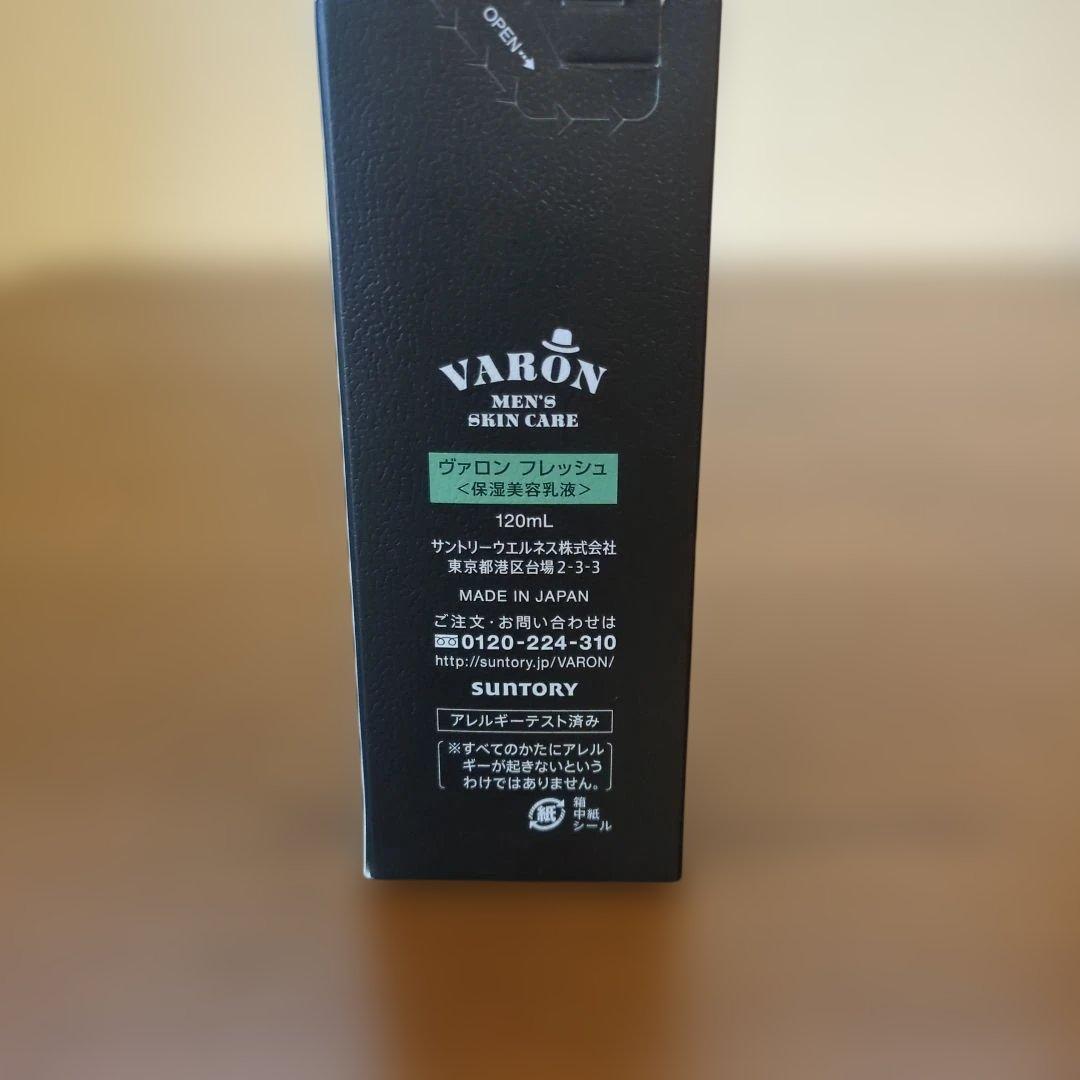 OPEN
VARON
MEN'S
SKIN CARE
ヴァロン フレッシュ
＜保湿美容乳液＞
120mL
サントリーウエルネス株式会社
東京都港区台場2-3-3
MADE IN JAPAN
ご注文・お問い合わせは
0120-224-310
http://suntory.jp/VARON/
SUNTORY
アレルギーテスト済み
※すべてのかたにアレル
ギーが起きないという
わけではありません。
紙
箱
中紙
シール